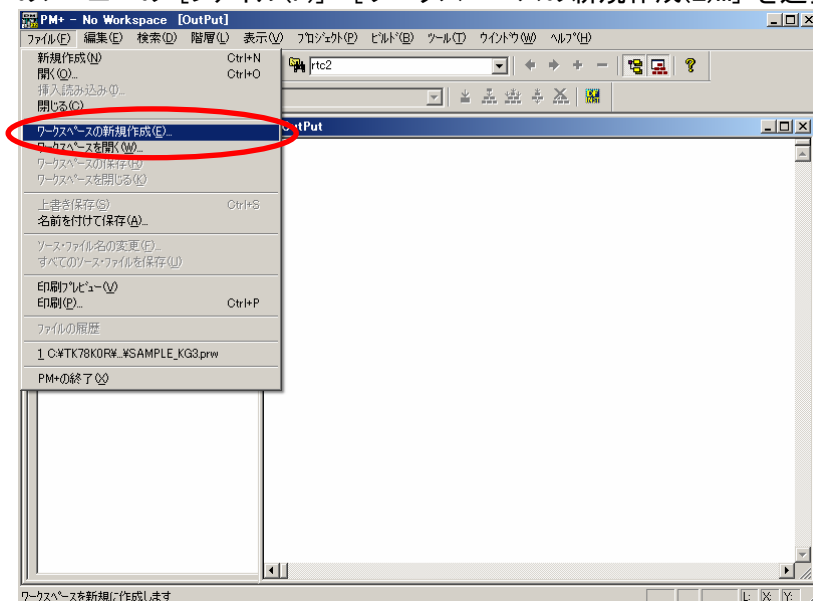 PM+ - No Workspace [OutPut]
ﾌｧｲﾙ(F) 編集(E) 検索(D) 階層(L) 表示(V) ﾌﾟﾛｼﾞｪｸﾄ(P) ﾋﾞﾙﾄﾞ(B) ﾂｰﾙ(T) ｳｲﾝﾄﾞｳ(W) ﾍﾙﾌﾟ(H)
新規作成(N) Ctrl+N
開く(O)... Ctrl+O
rtc2
挿入読み込み(I)...
閉じる(C)
ﾜｰｸｽﾍﾟｰｽの新規作成(E)...
OutPut
ﾜｰｸｽﾍﾟｰｽを開く(W)...
ﾜｰｸｽﾍﾟｰｽの保存(R)
ﾜｰｸｽﾍﾟｰｽを閉じる(K)
上書き保存(S) Ctrl+S
名前を付けて保存(A)...
ｿｰｽ･ﾌｧｲﾙ名の変更(F)...
すべてのｿｰｽ･ﾌｧｲﾙを保存(U)
印刷ﾌﾟﾚﾋﾞｭｰ(V)
印刷(P)... Ctrl+P
ﾌｧｲﾙの履歴
1 C:¥TK78K0R¥...¥SAMPLE_KG3.prw
PM+の終了(X)
ﾜｰｸｽﾍﾟｰｽを新規に作成します L: X: Y: